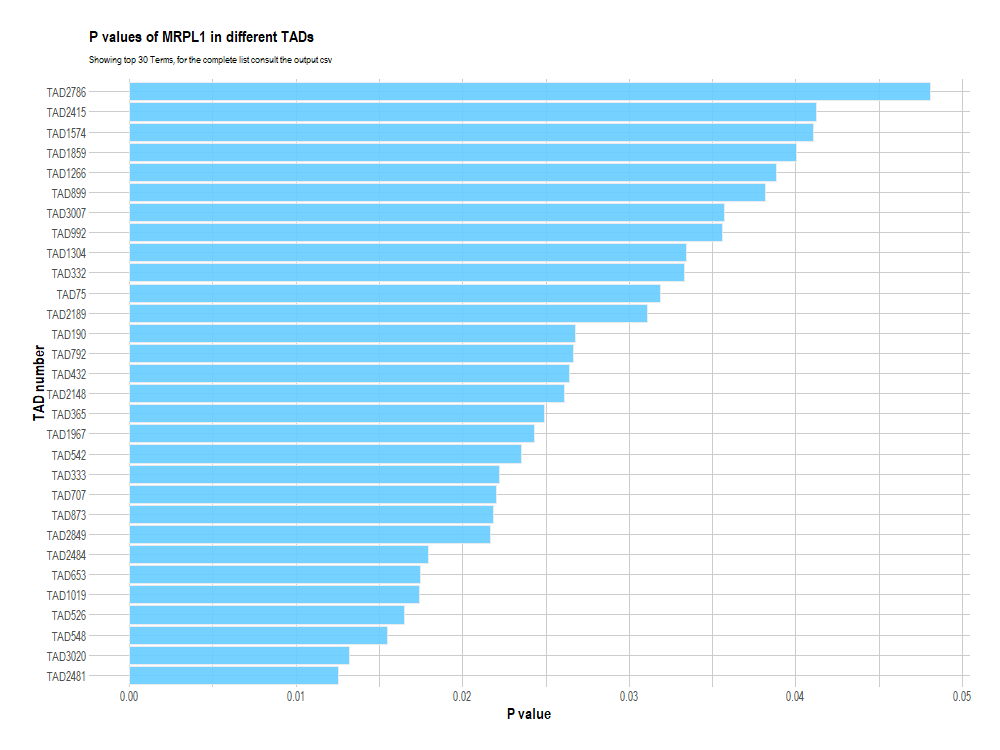 P values of MRPL1 in different TADs
Showing top 30 Terms, for the complete list consult the output csv
TAD number
TAD2786
TAD2415
TAD1574
TAD1859
TAD1266
TAD899
TAD3007
TAD992
TAD1304
TAD332
TAD75
TAD2189
TAD190
TAD792
TAD432
TAD2148
TAD365
TAD1967
TAD542
TAD333
TAD707
TAD873
TAD2849
TAD2484
TAD653
TAD1019
TAD526
TAD548
TAD3020
TAD2481
0.00 0.01 0.02 0.03 0.04 0.05
P value